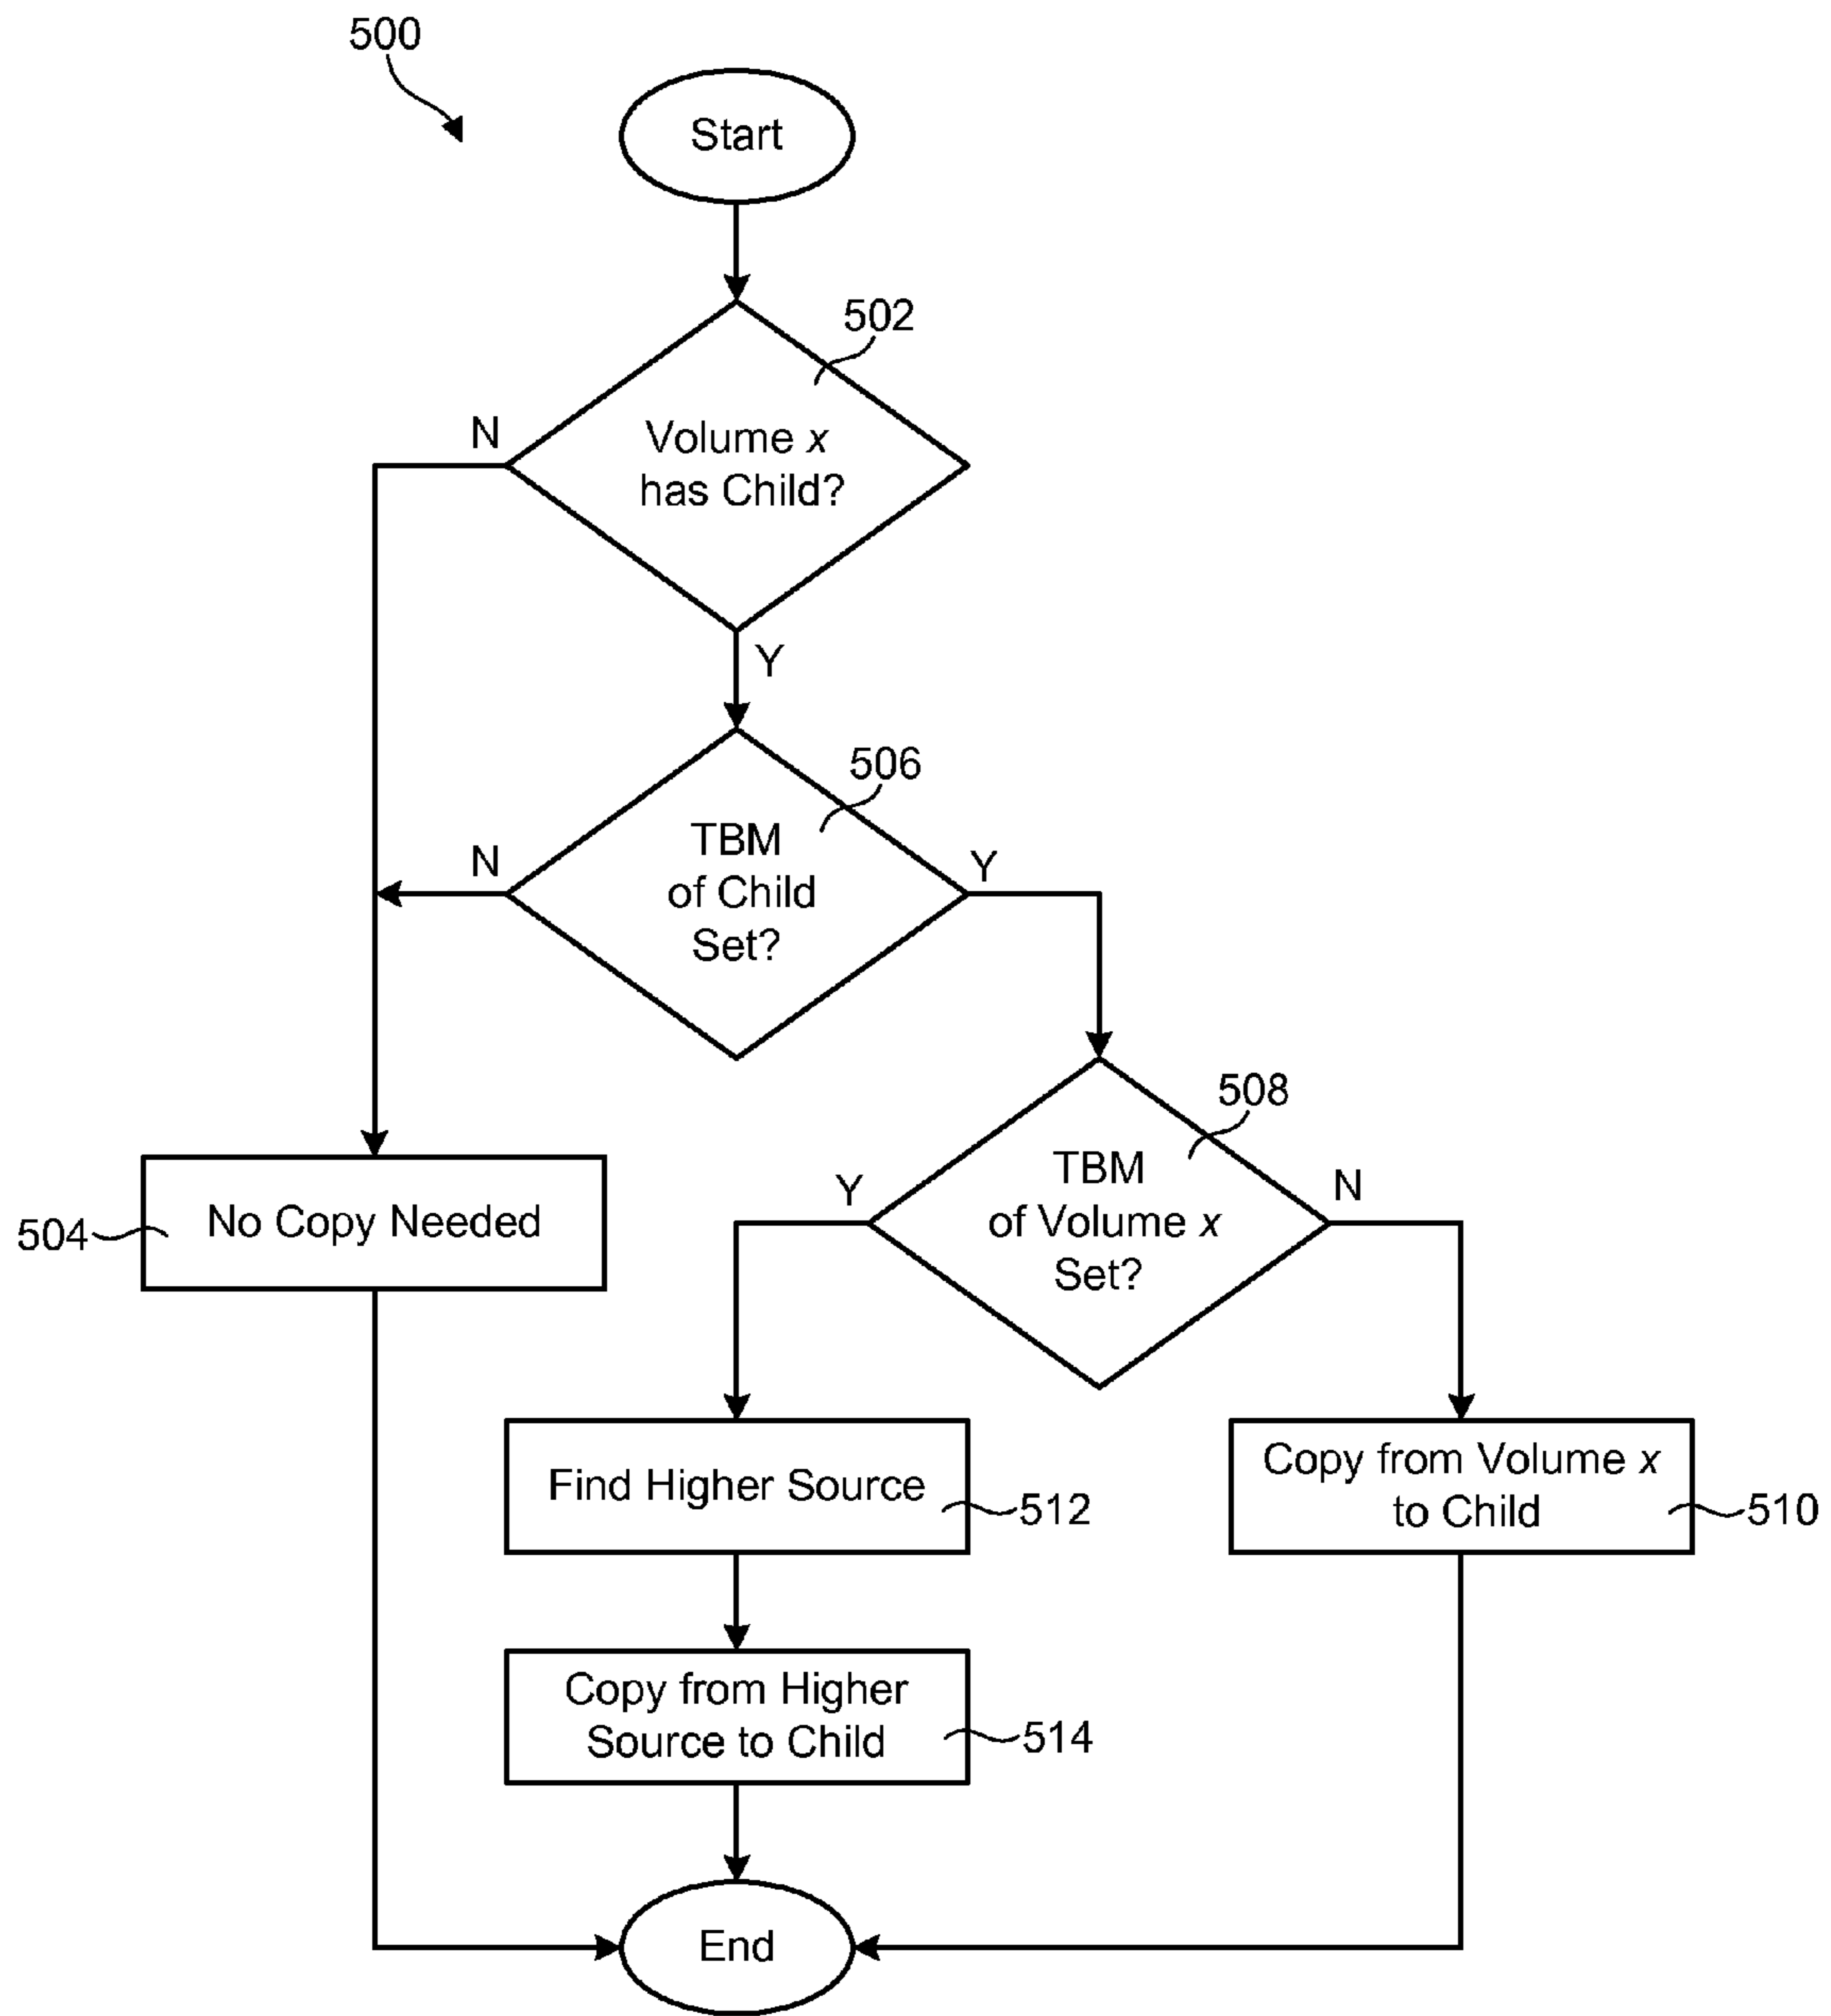 500
Start
502
Volume x
has Child?
N
Y
506
TBM
of Child
Set?
N
Y
508
TBM
of Volume x
Set?
Y
N
504
No Copy Needed
Find Higher Source
512
Copy from Volume x
to Child
510
Copy from Higher
Source to Child
514
End